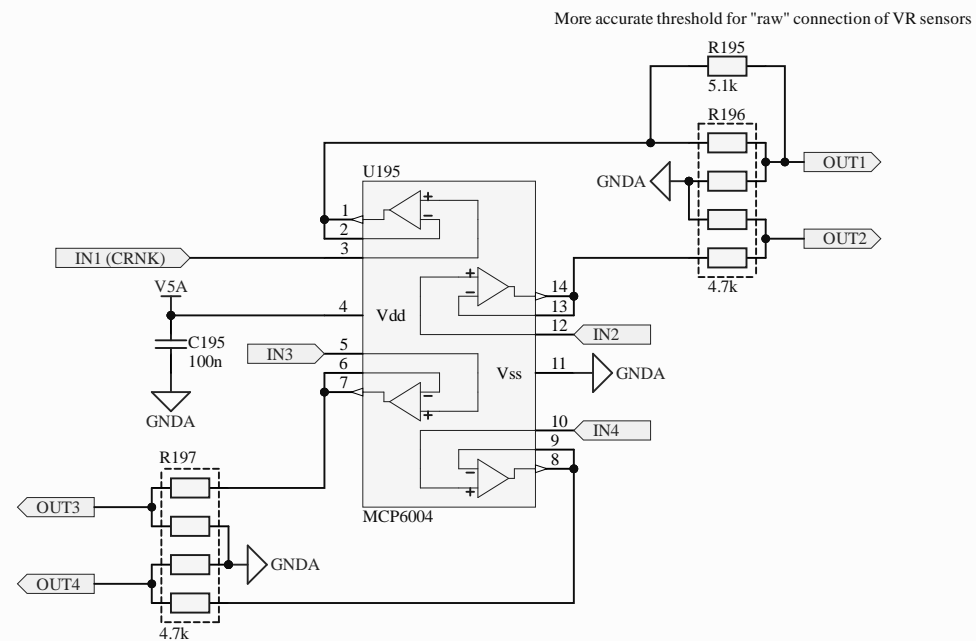 More accurate threshold for "raw" connection of VR sensors
R195
5.1k
R196
OUT1
GNDA
OUT2
4.7k
U195
+
−
1
2
3
IN1 (CRNK)
+
−
14
13
12
IN2
V5A
4
Vdd
C195
100n
GNDA
IN3
5
6
7
−
+
Vss
11
GNDA
10
IN4
9
8
−
+
MCP6004
R197
OUT3
GNDA
OUT4
4.7k